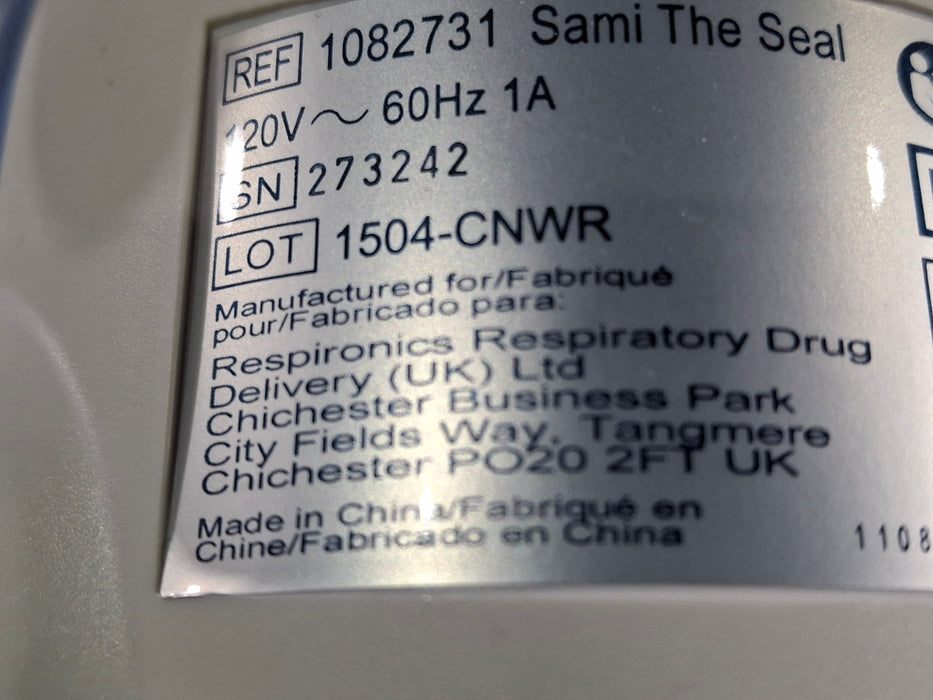 REF 1082731 Sami The Seal
120V ~ 60Hz 1A
SN 273242
LOT 1504-CNWR
Manufactured for/Fabriqué
pour/Fabricado para:
Respironics Respiratory Drug
Delivery (UK) Ltd
Chichester Business Park
City Fields Way, Tangmere
Chichester PO20 2FT UK
Made in China/Fabriqué en
Chine/Fabricado en China
1108